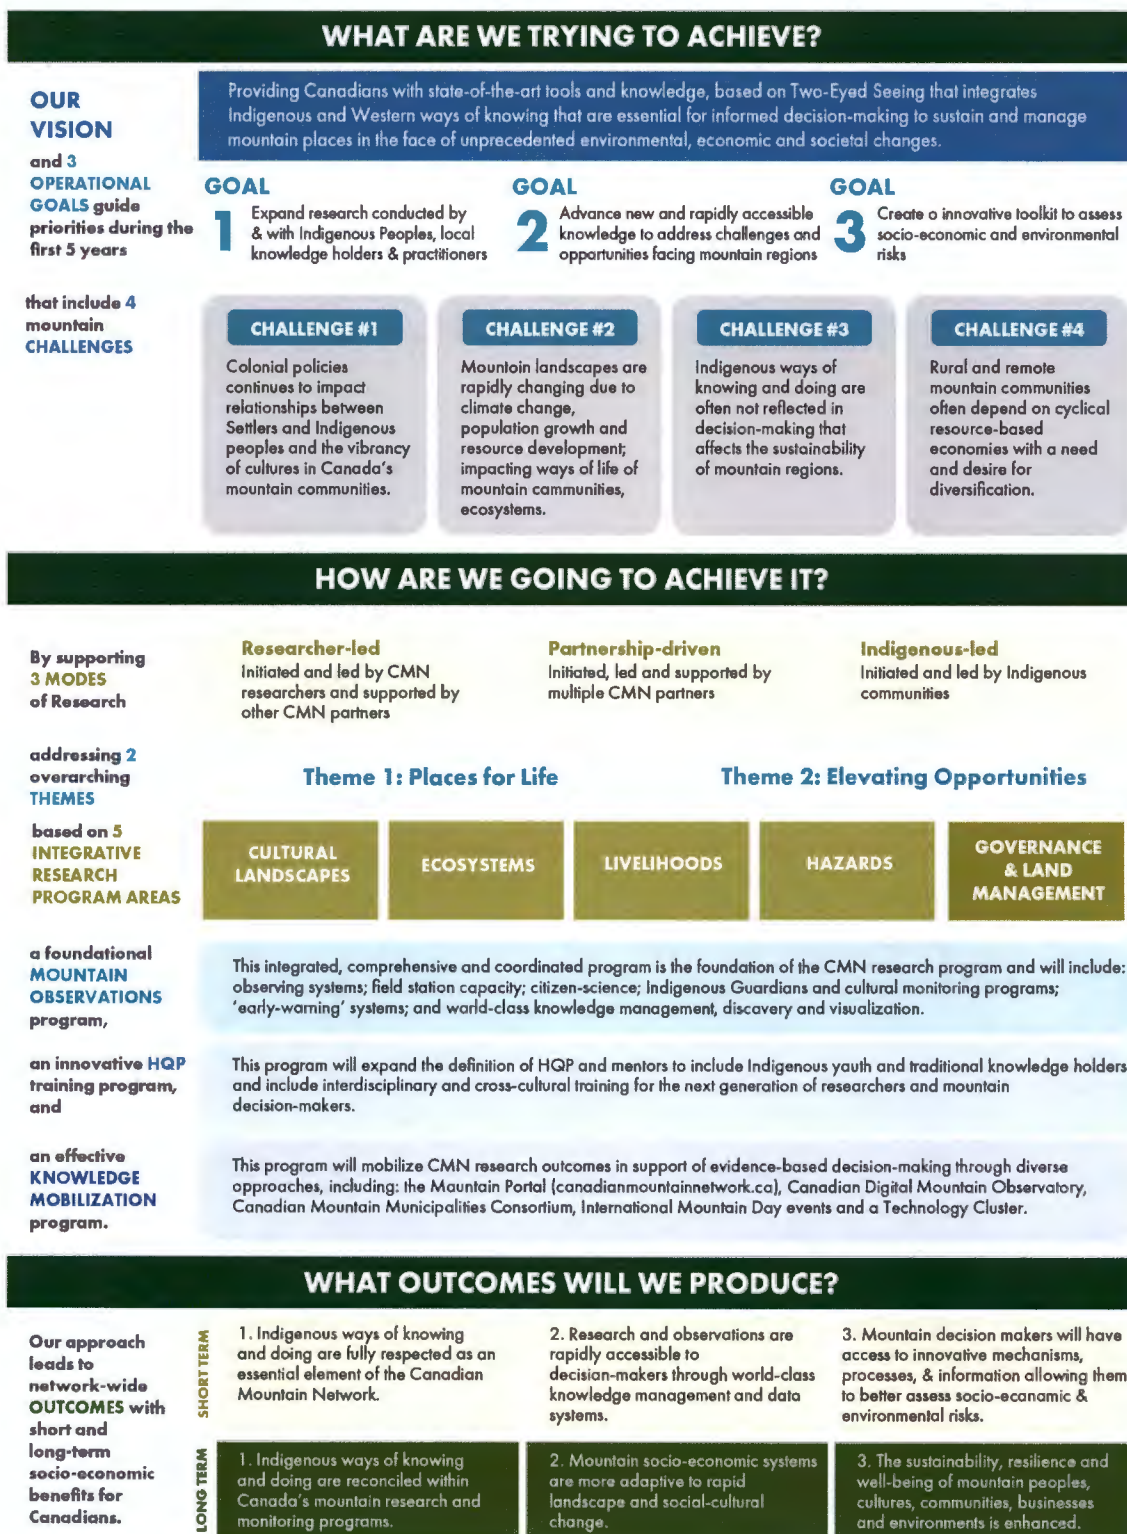 WHAT ARE WE TRYING TO ACHIEVE?
OUR
VISION
and 3
OPERATIONAL
GOALS guide
priorities during the
first 5 years
Providing Canadians with state-of-the-art tools and knowledge, based on Two-Eyed Seeing that integrates
Indigenous and Western ways of knowing that are essential for informed decision-making to sustain and manage
mountain places in the face of unprecedented environmental, economic and societal changes.
GOAL
1
Expand research conducted by
& with Indigenous Peoples, local
knowledge holders & practitioners
GOAL
2
Advance new and rapidly accessible
knowledge to address challenges and
opportunities facing mountain regions
GOAL
3
Create o innovative toolkit to assess
socio-economic and environmental
risks
that include 4
mountain
CHALLENGES
CHALLENGE #1
Colonial policies
continues to impact
relationships between
Settlers and Indigenous
peoples and the vibrancy
of cultures in Canada's
mountain communities.
CHALLENGE #2
Mountoin landscapes are
rapidly changing due to
climate change,
population growth and
resource development;
impacting ways of life of
mountain cammunities,
ecosystems.
CHALLENGE #3
Indigenous ways of
knowing and doing are
often not reflected in
decision-making that
affects the sustainability
of mountain regions.
CHALLENGE #4
Rural and remote
mountain communities
often depend on cyclical
resource-based
economies with a need
and desire for
diversification.
HOW ARE WE GOING TO ACHIEVE IT?
By supporting
3 MODES
of Research
Researcher-led
Initiated and led by CMN
researchers and supported by
other CMN partners
Partnership-driven
Initiated, led and supported by
multiple CMN partners
Indigenous-led
Initiated and led by Indigenous
communities
addressing 2
overarching
THEMES
Theme 1: Places for Life
Theme 2: Elevating Opportunities
based on 5
INTEGRATIVE
RESEARCH
PROGRAM AREAS
CULTURAL
LANDSCAPES
ECOSYSTEMS
LIVELIHOODS
HAZARDS
GOVERNANCE
& LAND
MANAGEMENT
a foundational
MOUNTAIN
OBSERVATIONS
program,
This integrated, comprehensive and coordinated program is the foundation of the CMN research program and will include:
observing systems; field station capacity; citizen-science; Indigenous Guardians and cultural monitoring programs;
'early-warning' systems; and world-class knowledge management, discovery and visualization.
an innovative HQP
training program,
and
This program will expand the definition of HQP and mentors to include Indigenous youth and traditional knowledge holders
and include interdisciplinary and cross-cultural training for the next generation of researchers and mountain
decision-makers.
an effective
KNOWLEDGE
MOBILIZATION
program.
This program will mobilize CMN research outcomes in support of evidence-based decision-making through diverse
approaches, including: the Mauntain Portal (canadianmountainnetwork.ca), Canadian Digital Mountain Observatory,
Canadian Mountain Municipalities Consortium, International Mountain Day events and a Technology Cluster.
WHAT OUTCOMES WILL WE PRODUCE?
Our approach
leads to
network-wide
OUTCOMES with
short and
long-term
socio-economic
benefits for
Canadians.
SHORT TERM
1. Indigenous ways of knowing
and doing are fully respected as an
essential element of the Canadian
Mountain Network.
2. Research and observations are
rapidly accessible to
decisian-makers through world-class
knowledge management and data
systems.
3. Mountain decision makers will have
access to innovative mechanisms,
processes, & information allowing them
to better assess socio-ecanamic &
environmental risks.
LONG TERM
1. Indigenous ways of knowing
and doing are reconciled within
Canada's mountain research and
monitoring programs.
2. Mountain socio-economic systems
are more adaptive to rapid
landscape and social-cultural
change.
3. The sustainability, resilience and
well-being of mountain peoples,
cultures, communities, businesses
and environments is enhanced.